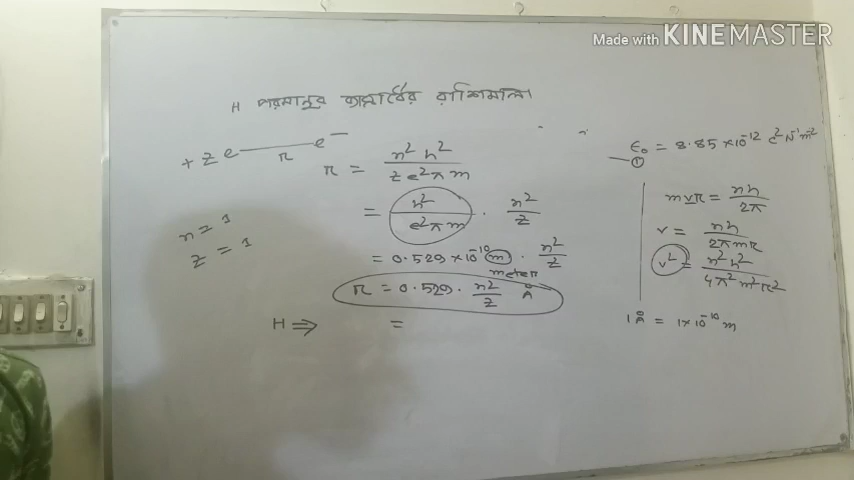 Made with KINEMASTER
H পরমানুর ব্যাসার্ধের রাশিমালা
+ze r e⁻
r = n²h² / ze²πm
= h² / e²πm · n²/z
= 0.529×10⁻¹⁰ m · n²/z
meter
r = 0.529 · n²/z Å
H ⇒ =
n = 1
z = 1
ε₀ = 8.85×10⁻¹² c²N⁻¹m⁻²
①
mvr = nh/2π
v = nh/2πmr
v² = n²h²/4π²m²r²
1Å = 1×10⁻¹⁰ m